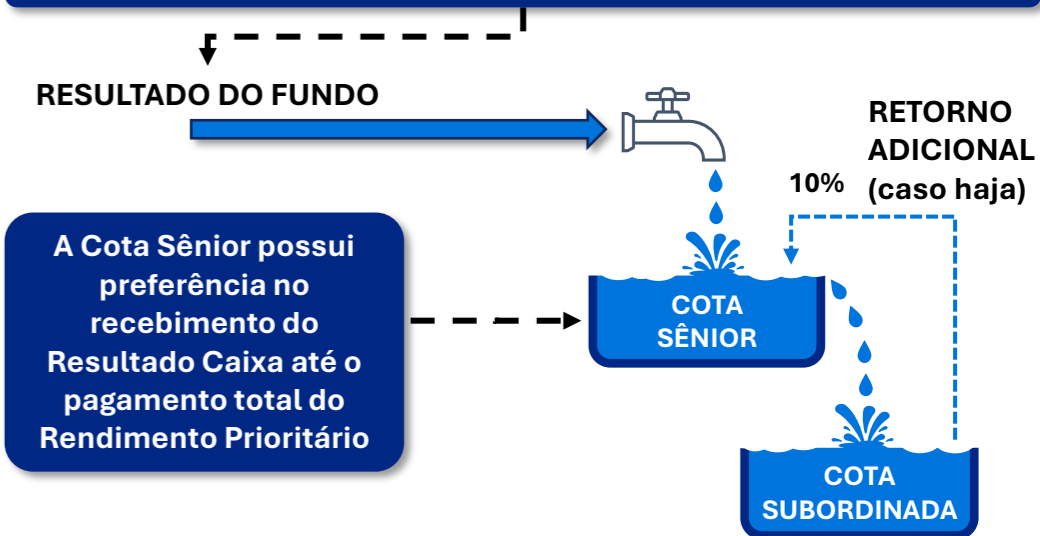 RESULTADO DO FUNDO
RETORNO
ADICIONAL
(caso haja)
10%
A Cota Sênior possui
preferência no
recebimento do
Resultado Caixa até o
pagamento total do
Rendimento Prioritário
COTA
SÊNIOR
COTA
SUBORDINADA